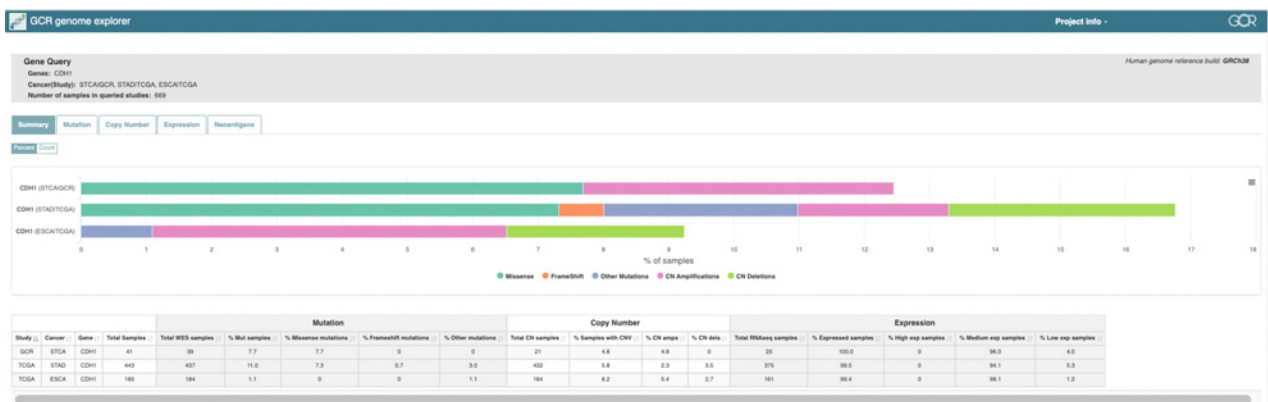 GCR genome explorer
Project info
GCR
Gene Query
Human genome reference build: GRCh38
Genes: CDH1
Cancer(Study): STCA|GCR, STAD|TCGA, ESCA|TCGA
Number of samples in queried studies: 669
Summary Mutation Copy Number Expression Neoantigens
Percent Count
CDH1 (STCA|GCR)
CDH1 (STAD|TCGA)
CDH1 (ESCA|TCGA)
0 1 2 3 4 5 6 7 8 9 10 11 12 13 14 15 16 17 18
% of samples
Missense FrameShift Other Mutations CN Amplifications CN Deletions
Mutation Copy Number Expression
Study Cancer Gene Total Samples Total WES samples % Mut samples % Missense mutations % Frameshift mutations % Other mutations Total CN samples % Samples with CNV % CN amps % CN dels Total RNAseq samples % Expressed samples % High exp samples % Medium exp samples % Low exp samples
GCR STCA CDH1 41 39 7.7 7.7 0 0 21 4.8 4.8 0 25 100.0 0 96.0 4.0
TCGA STAD CDH1 443 437 11.0 7.3 0.7 3.0 432 5.8 2.3 3.5 375 99.5 0 94.1 5.3
TCGA ESCA CDH1 185 184 1.1 0 0 1.1 184 8.2 5.4 2.7 161 99.4 0 98.1 1.2